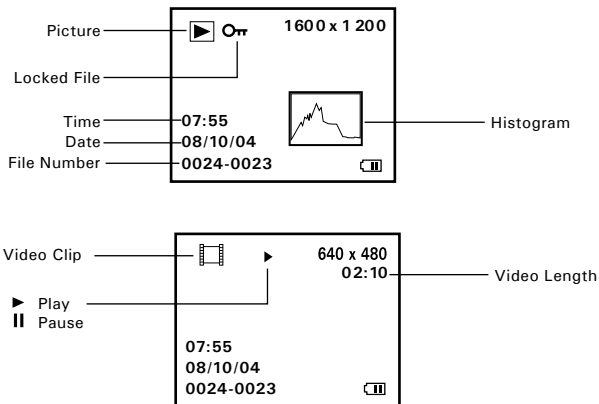 Picture
1600 x 1200
Locked File
Time
07:55
Date
08/10/04
Histogram
File Number
0024-0023
Video Clip
640 x 480
02:10
Video Length
Play
Pause
07:55
08/10/04
0024-0023